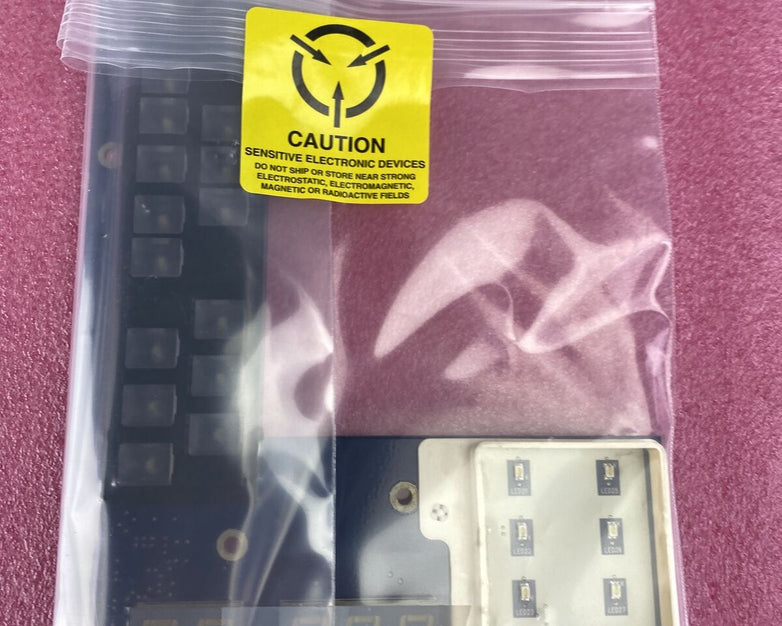 CAUTION
SENSITIVE ELECTRONIC DEVICES
DO NOT SHIP OR STORE NEAR STRONG
ELECTROSTATIC, ELECTROMAGNETIC,
MAGNETIC OR RADIOACTIVE FIELDS